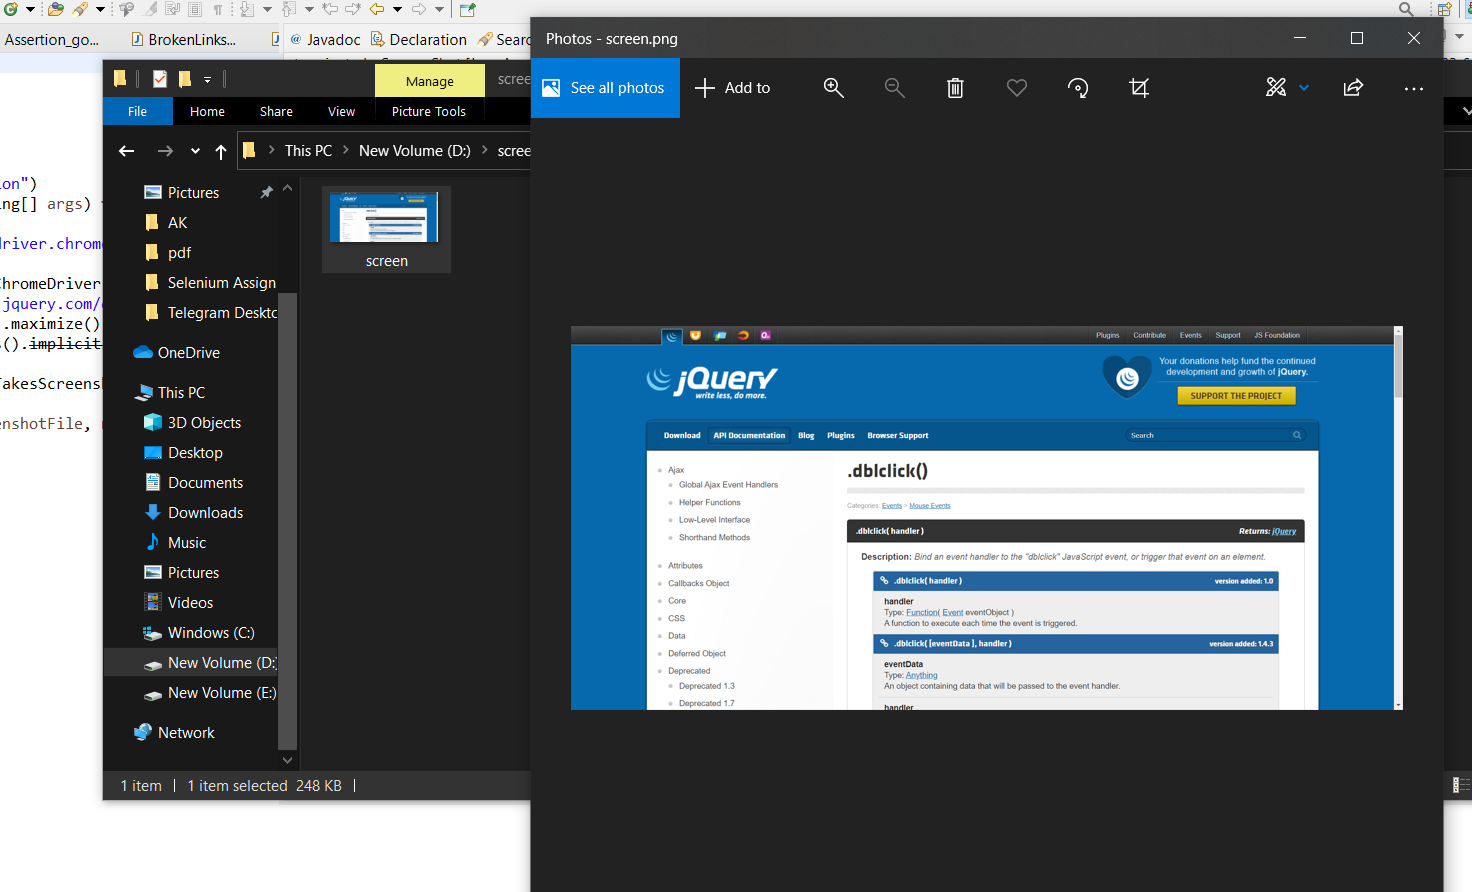 Assertion_go...
BrokenLinks...
@ Javadoc
Declaration
Searc
ion")
ing[] args)
driver.chrome
ChromeDriver
jquery.com/
.maximize()
s().implicit
TakesScreensh
enshotFile,
Manage
scree
File
Home
Share
View
Picture Tools
This PC
New Volume (D:)
scree
Pictures
AK
pdf
Selenium Assign
Telegram Deskto
OneDrive
This PC
3D Objects
Desktop
Documents
Downloads
Music
Pictures
Videos
Windows (C:)
New Volume (D:)
New Volume (E:)
Network
screen
1 item
1 item selected 248 KB
Photos - screen.png
See all photos
Add to
Plugins Contribute Events Support JS Foundation
jQuery
write less, do more.
Your donations help fund the continued
development and growth of jQuery.
SUPPORT THE PROJECT
Download API Documentation Blog Plugins Browser Support
Search
Ajax
Global Ajax Event Handlers
Helper Functions
Low-Level Interface
Shorthand Methods
Attributes
Callbacks Object
Core
CSS
Data
Deferred Object
Deprecated
Deprecated 1.3
Deprecated 1.7
.dblclick()
Categories: Events > Mouse Events
.dblclick( handler ) Returns: jQuery
Description: Bind an event handler to the "dblclick" JavaScript event, or trigger that event on an element.
.dblclick( handler ) version added: 1.0
handler
Type: Function( Event eventObject )
A function to execute each time the event is triggered.
.dblclick( [eventData ], handler ) version added: 1.4.3
eventData
Type: Anything
An object containing data that will be passed to the event handler.
handler